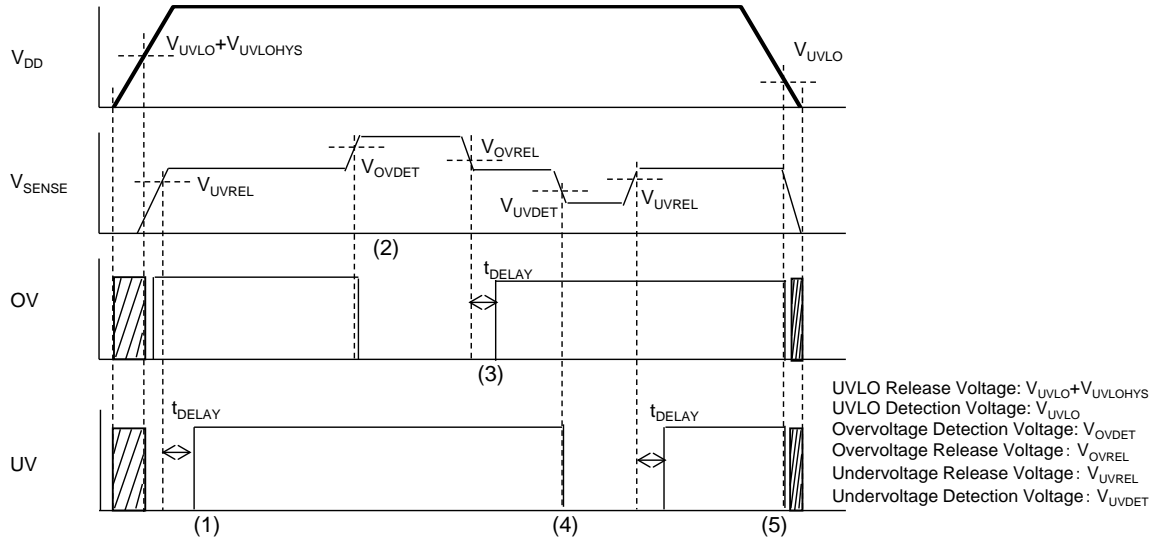 VUVLO+VUVLOHYS
VUVLO
VDD
VOVREL
VOVDET
VSENSE
VUVREL
VUVDET
VUVREL
(2)
OV
tDELAY
(3)
UVLO Release Voltage: VUVLO+VUVLOHYS
UVLO Detection Voltage: VUVLO
Overvoltage Detection Voltage: VOVDET
Overvoltage Release Voltage: VOVREL
Undervoltage Release Voltage: VUVREL
Undervoltage Detection Voltage: VUVDET
tDELAY
tDELAY
UV
(1)
(4)
(5)